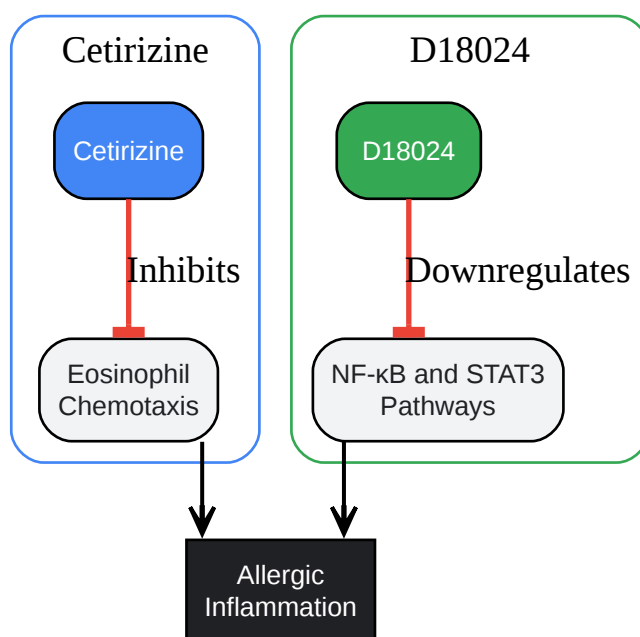 Cetirizine
Cetirizine
Inhibits
Eosinophil
Chemotaxis
D18024
D18024
Downregulates
NF-κB and STAT3
Pathways
Allergic
Inflammation